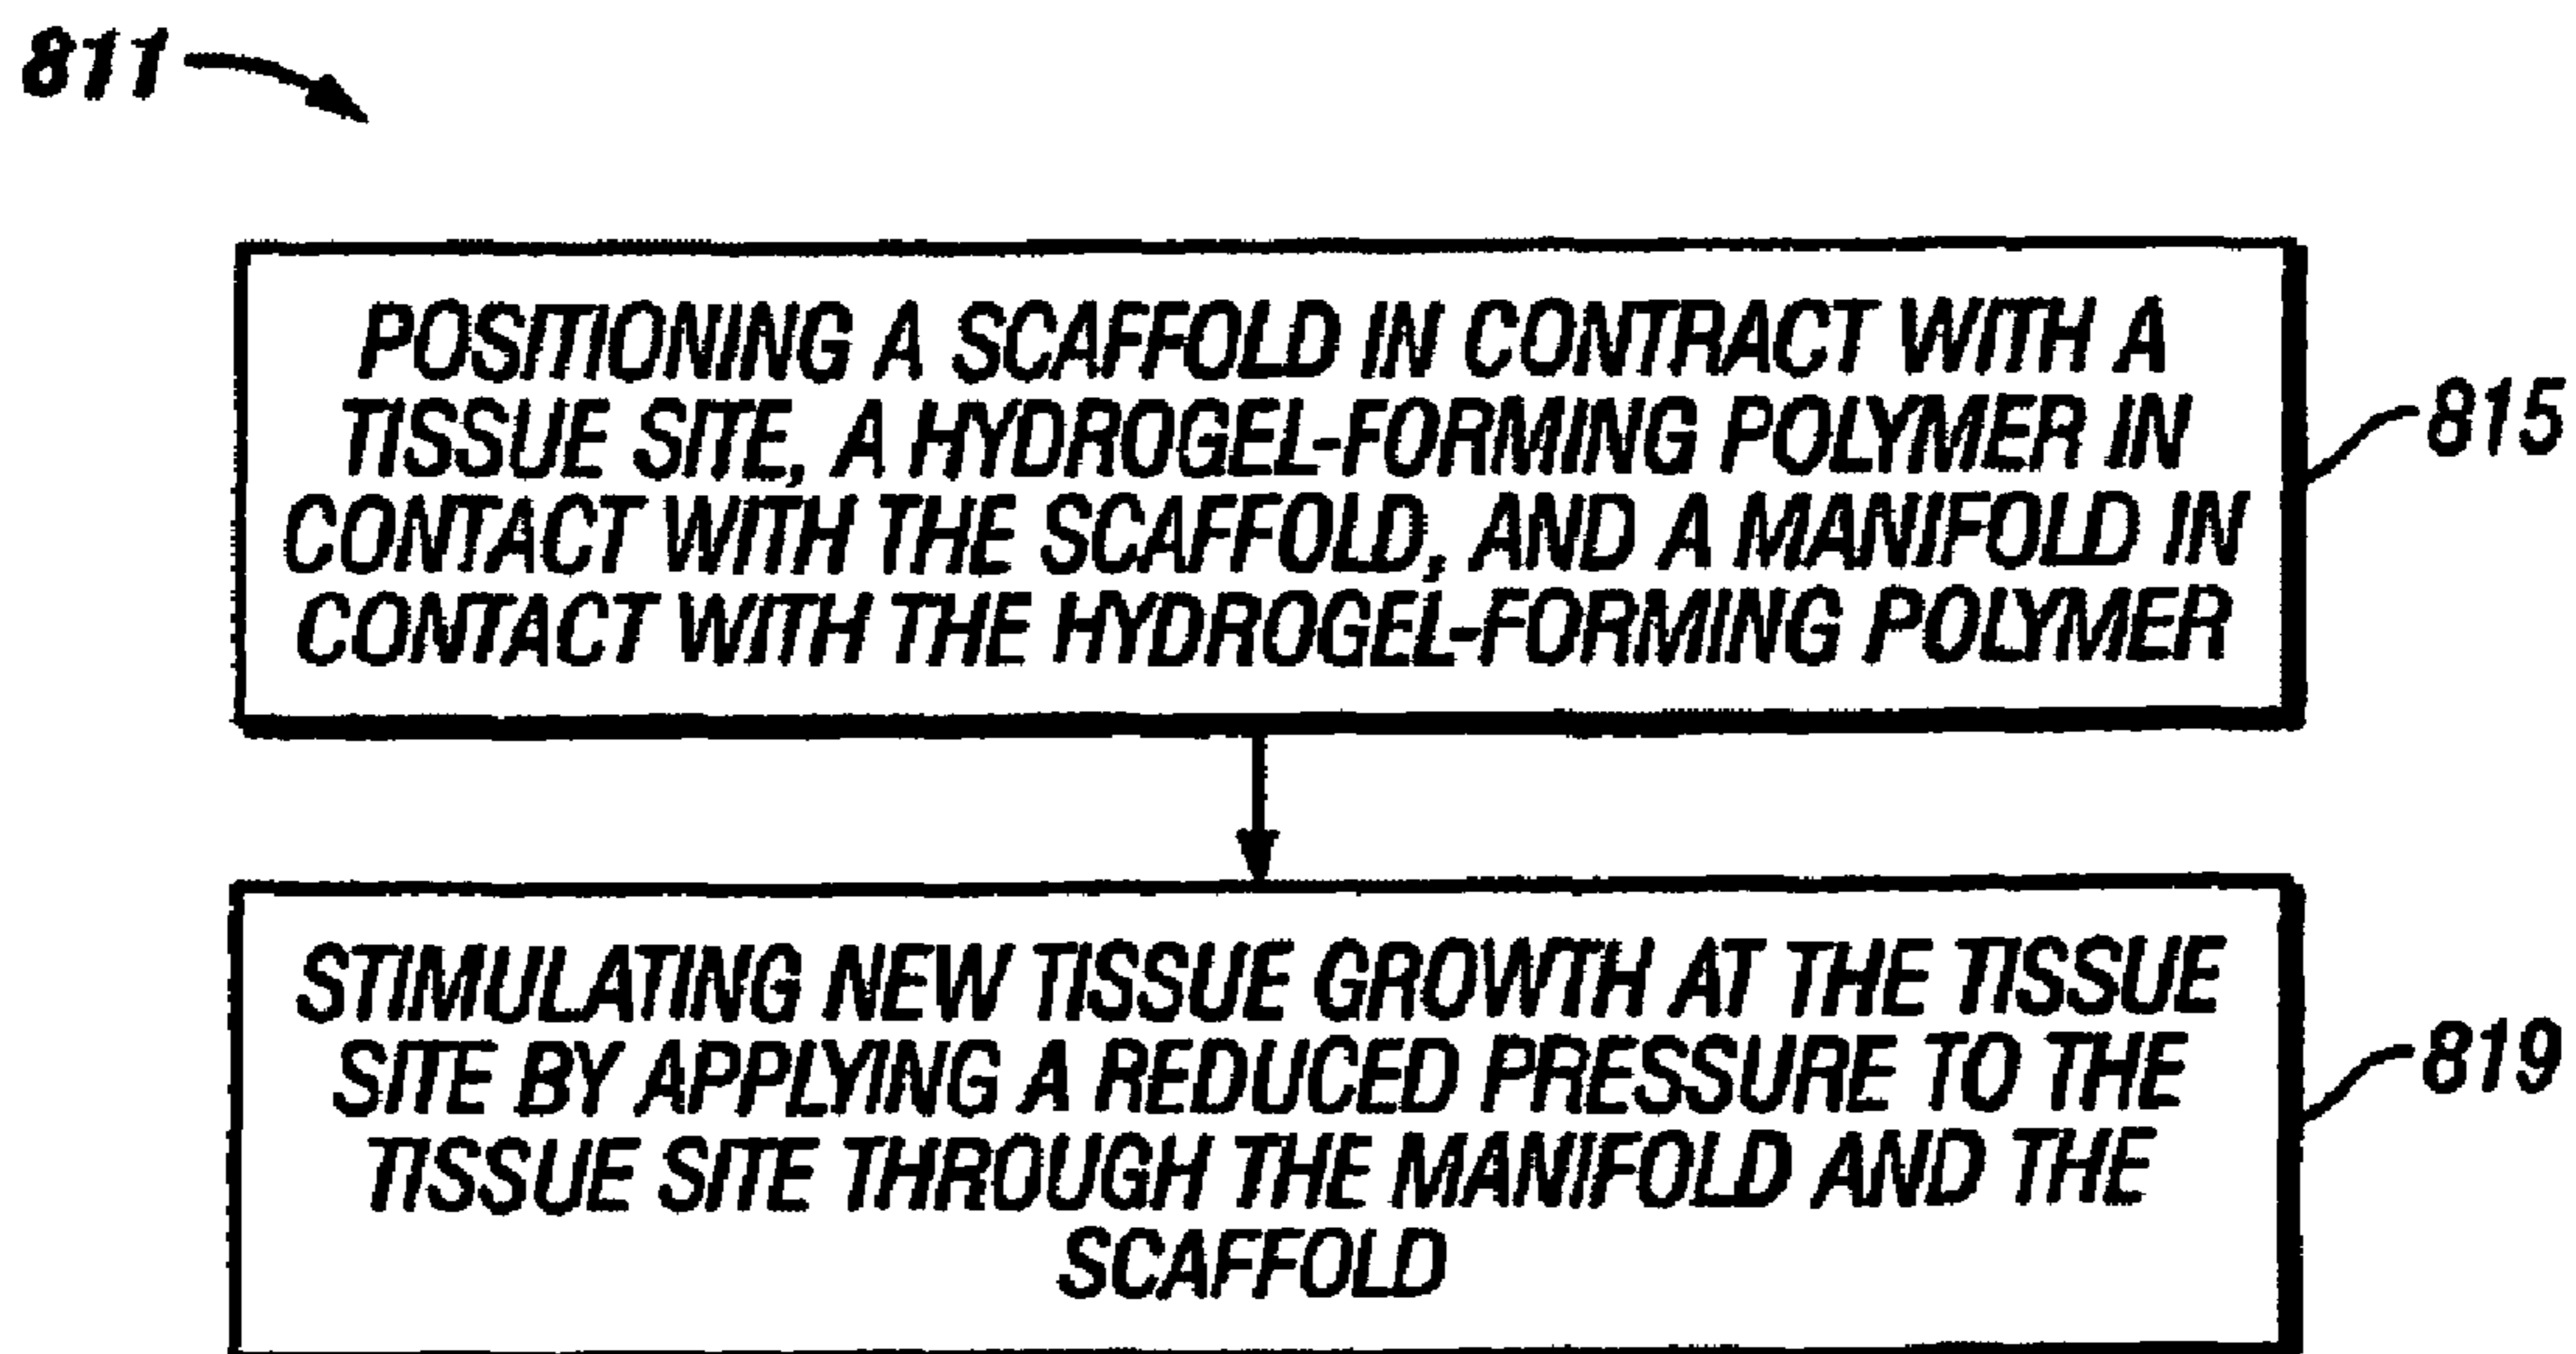 811
POSITIONING A SCAFFOLD IN CONTRACT WITH A
TISSUE SITE, A HYDROGEL-FORMING POLYMER IN
CONTACT WITH THE SCAFFOLD, AND A MANIFOLD IN
CONTACT WITH THE HYDROGEL-FORMING POLYMER
815
STIMULATING NEW TISSUE GROWTH AT THE TISSUE
SITE BY APPLYING A REDUCED PRESSURE TO THE
TISSUE SITE THROUGH THE MANIFOLD AND THE
SCAFFOLD
819